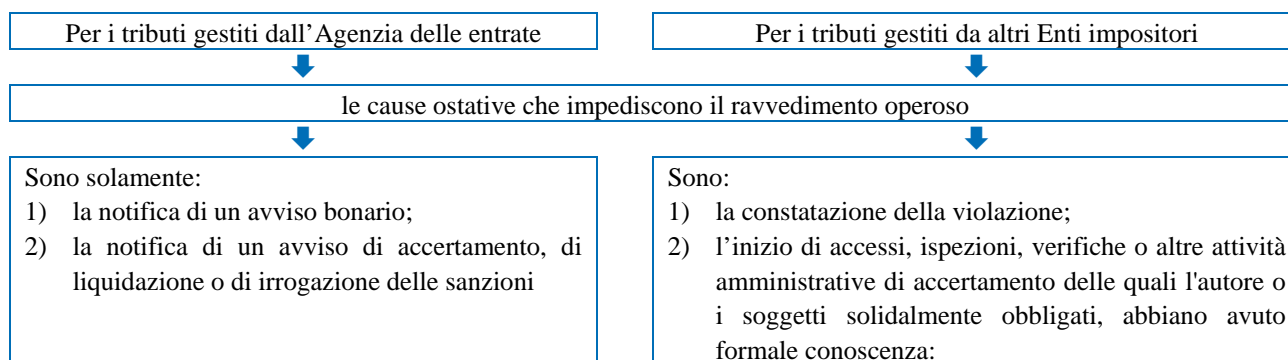 Per i tributi gestiti dall’Agenzia delle entrate
Per i tributi gestiti da altri Enti impositori
le cause ostative che impediscono il ravvedimento operoso
Sono solamente:
1) la notifica di un avviso bonario;
2) la notifica di un avviso di accertamento, di
liquidazione o di irrogazione delle sanzioni
Sono:
1) la constatazione della violazione;
2) l’inizio di accessi, ispezioni, verifiche o altre attività
amministrative di accertamento delle quali l'autore o
i soggetti solidalmente obbligati, abbiano avuto
formale conoscenza: